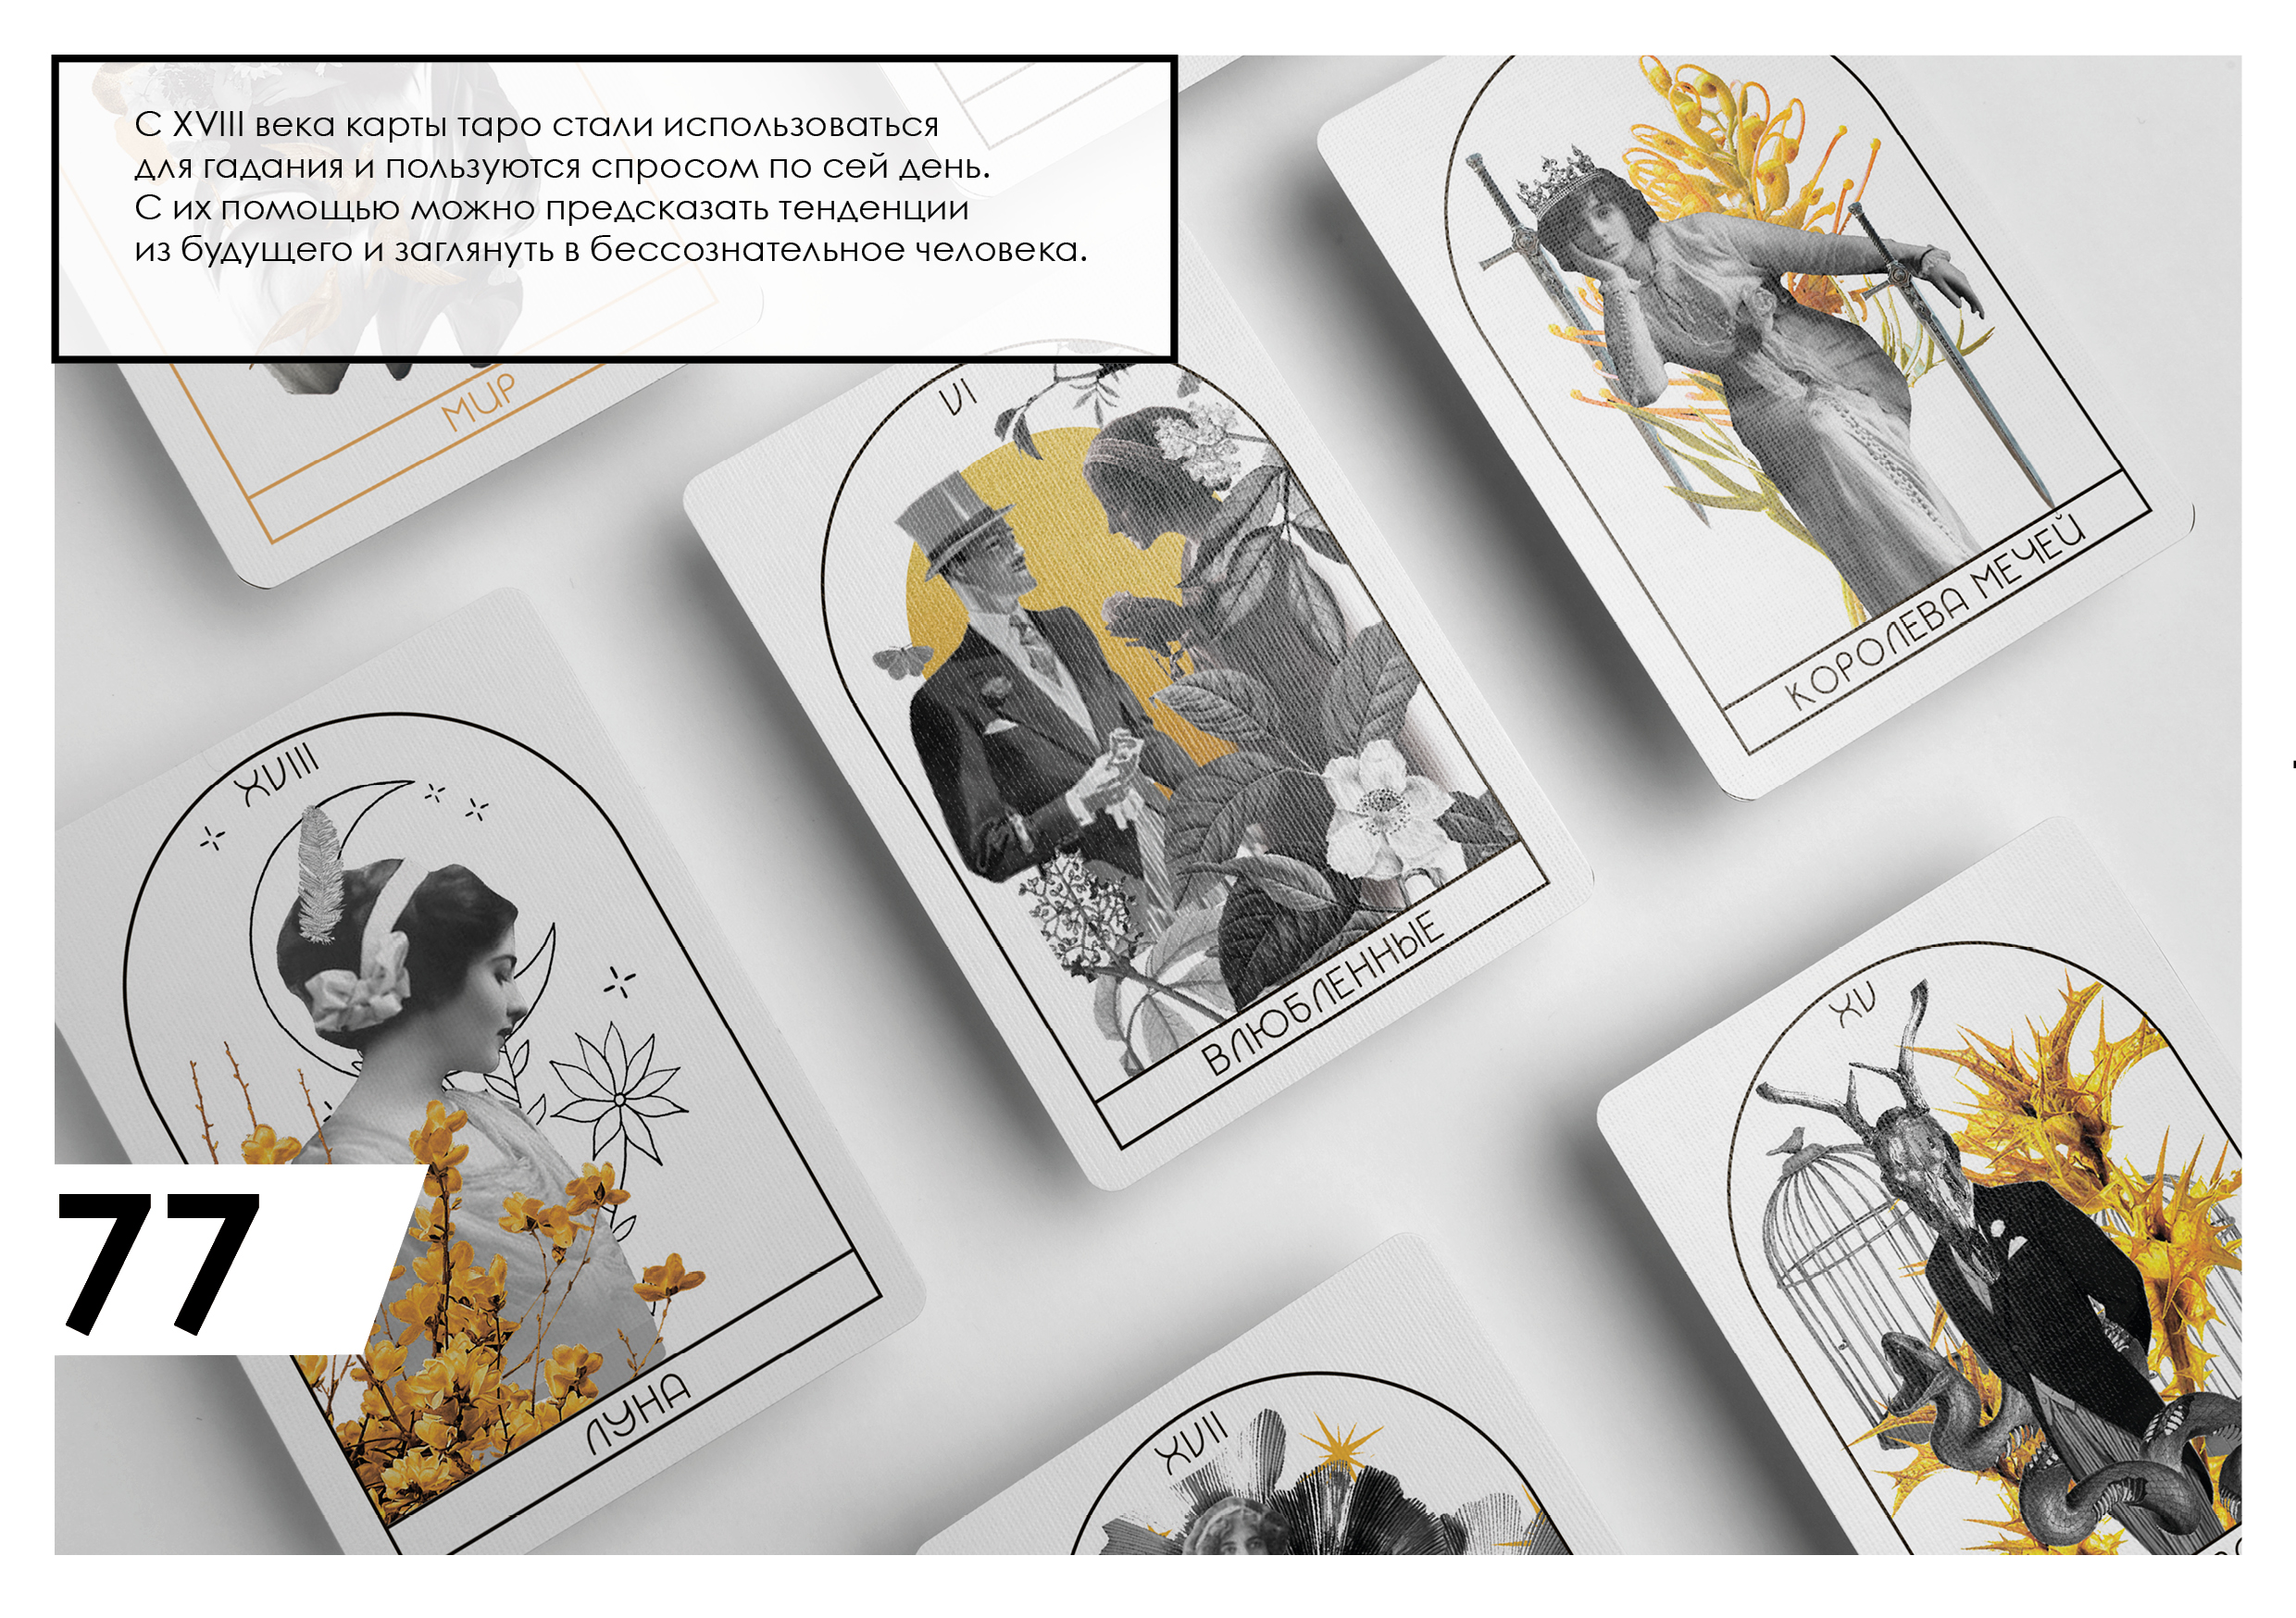 С XVIII века карты таро стали использоваться
для гадания и пользуются спросом по сей день.
С их помощью можно предсказать тенденции
из будущего и заглянуть в бессознательное человека.
МИР
VI
ВЛЮБЛЕННЫЕ
КОРОЛЕВА МЕЧЕЙ
XVIII
ЛУНА
XV
XVII
77